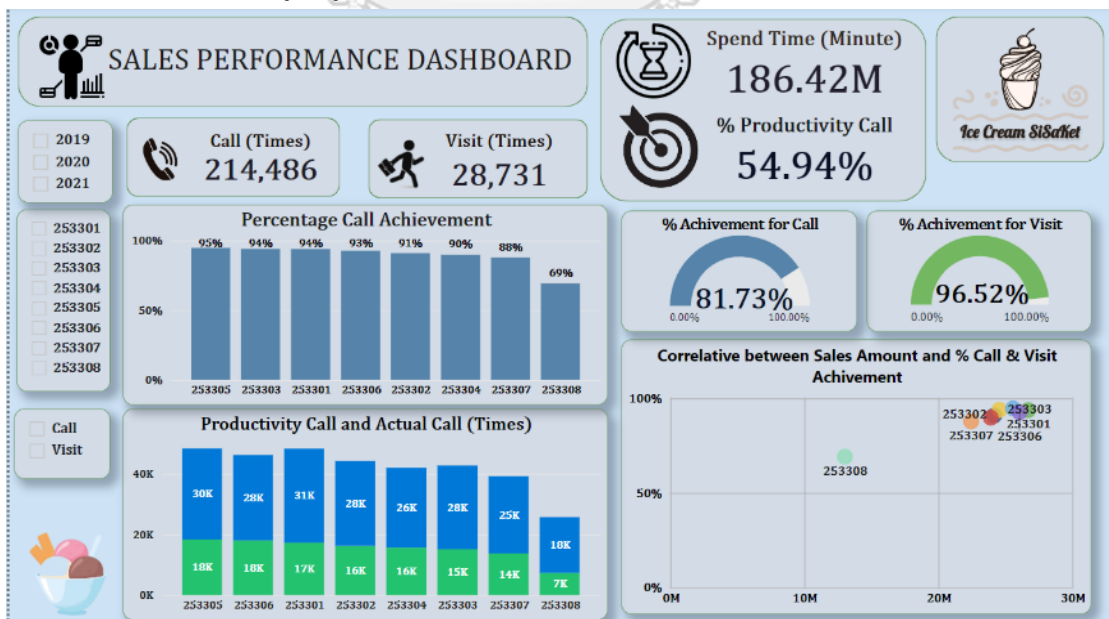 SALES PERFORMANCE DASHBOARD
Spend Time (Minute)
186.42M
% Productivity Call
54.94%
Ice Cream SiSaKet
2019
2020
2021
Call (Times)
214,486
Visit (Times)
28,731
253301
253302
253303
253304
253305
253306
253307
253308
Call
Visit
Percentage Call Achievement
100%
50%
0%
95% 94% 94% 93% 91% 90% 88% 69%
253305 253303 253301 253306 253302 253304 253307 253308
% Achivement for Call
81.73%
0.00% 100.00%
% Achivement for Visit
96.52%
0.00% 100.00%
Productivity Call and Actual Call (Times)
40K
20K
0K
30K 28K 31K 28K 26K 28K 25K 18K
18K 18K 17K 16K 16K 15K 14K 7K
253305 253306 253301 253302 253304 253303 253307 253308
Correlative between Sales Amount and % Call & Visit
Achivement
100%
50%
0%
253302 253303
253301
253307 253306
253308
0M 10M 20M 30M